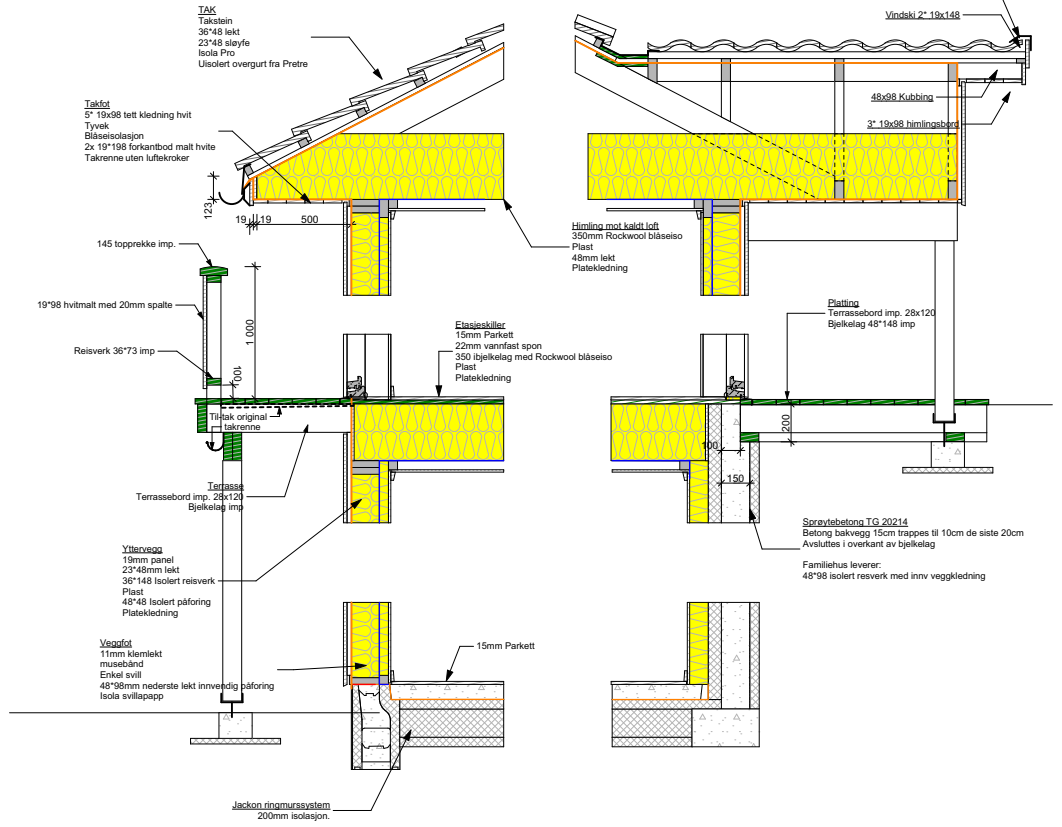 TAK
Takstein
36*48 lekt
23*48 sløyfe
Isola Pro
Uisolert overgurt fra Pretre
Vindski 2* 19x148
48x98 Kubbing
3* 19x98 himlingsbord
Takfot
5* 19x98 tett kledning hvit
Tyvek
Blåseisolasjon
2x 19*198 forkantbod malt hvite
Takrenne uten luftekroker
123
19
19
500
Himling mot kaldt loft
350mm Rockwool blåseiso
Plast
48mm lekt
Platekledning
145 topprekke imp.
19*98 hvitmalt med 20mm spalte
Reisverk 36*73 imp
1 000
100
Etasjeskiller
15mm Parkett
22mm vannfast spon
350 ibjelkelag med Rockwool blåseiso
Plast
Platekledning
Platting
Terrassebord imp. 28x120
Bjelkelag 48*148 imp
Til-tak original
takrenne
200
100
150
Terrasse
Terrassebord imp. 28x120
Bjelkelag imp
Sprøytebetong TG 20214
Betong bakvegg 15cm trappes til 10cm de siste 20cm
Avsluttes i overkant av bjelkelag
Familiehus leverer:
48*98 isolert resverk med innv veggkledning
Yttervegg
19mm panel
23*48mm lekt
36*148 Isolert reisverk
Plast
48*48 Isolert påforing
Platekledning
Veggfot
11mm klemlekt
musebånd
Enkel svill
48*98mm nederste lekt innvendig påforing
Isola svillapapp
15mm Parkett
Jackon ringmurssystem
200mm isolasjon.